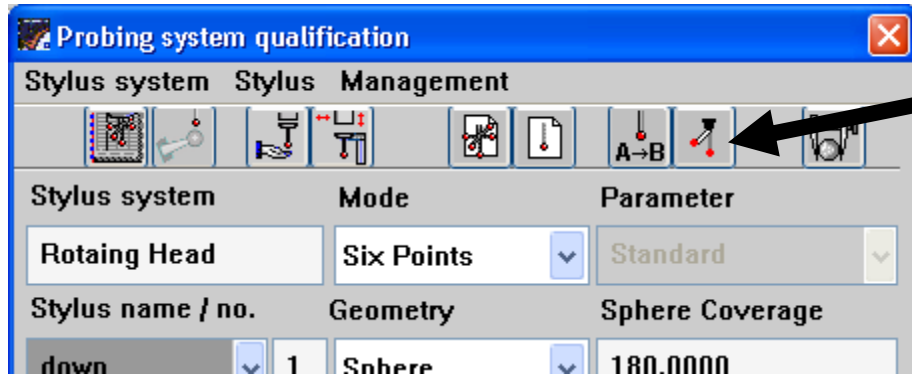 Probing system qualification
Stylus system Stylus Management
A→B
Stylus system Mode Parameter
Rotaing Head Six Points Standard
Stylus name / no. Geometry Sphere Coverage
down 1 Sphere 180.0000